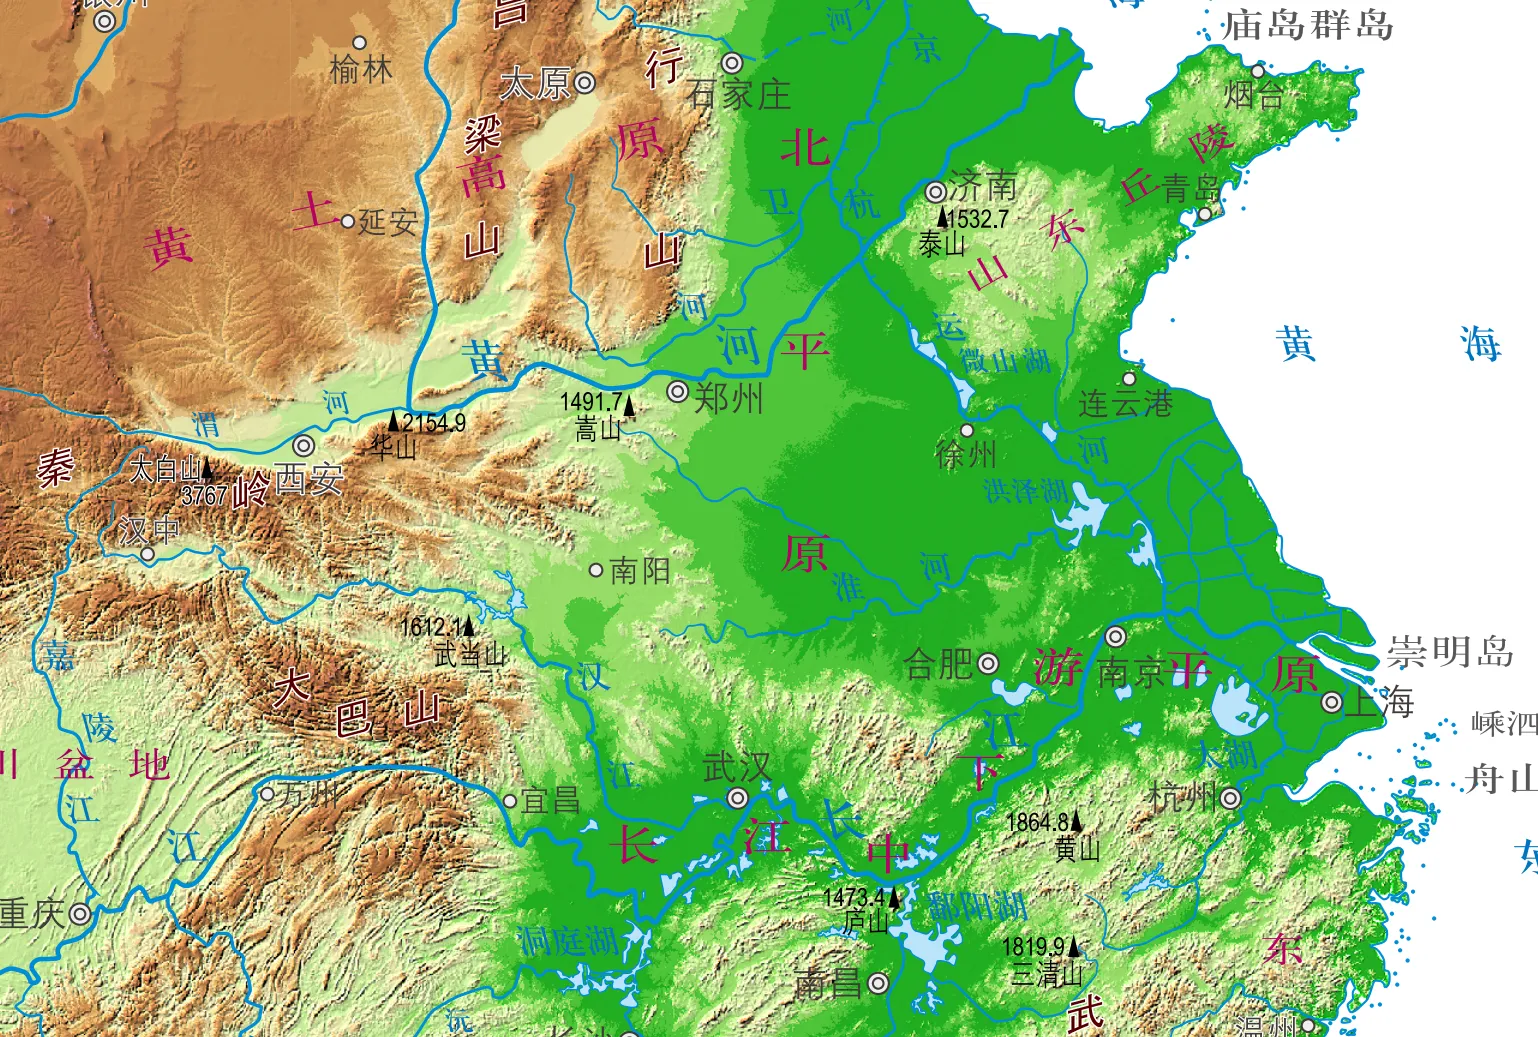 庙岛群岛
榆林
太原
吕
梁
山
行
山
石家庄
河
京
杭
运
河
烟台
济南
1532.7
泰山
青岛
山
东
丘
陵
卫
河
黄
土
高
原
延安
黄
河
北
平
原
黄
海
微山湖
连云港
徐州
郑州
1491.7
嵩山
2154.9
华山
渭
河
西安
秦
岭
太白山
3767
汉中
洪泽湖
南阳
淮
河
1612.1
武当山
嘉
陵
江
大
巴
山
汉
江
合肥
南京
游
平
原
崇明岛
上海
嵊泗
舟山
太湖
盆
地
万州
宜昌
武汉
杭州
江
下
1864.8
黄山
长
江
中
长
江
1473.4
庐山
鄱阳湖
重庆
洞庭湖
南昌
1819.9
三清山
武
东
沅
温州